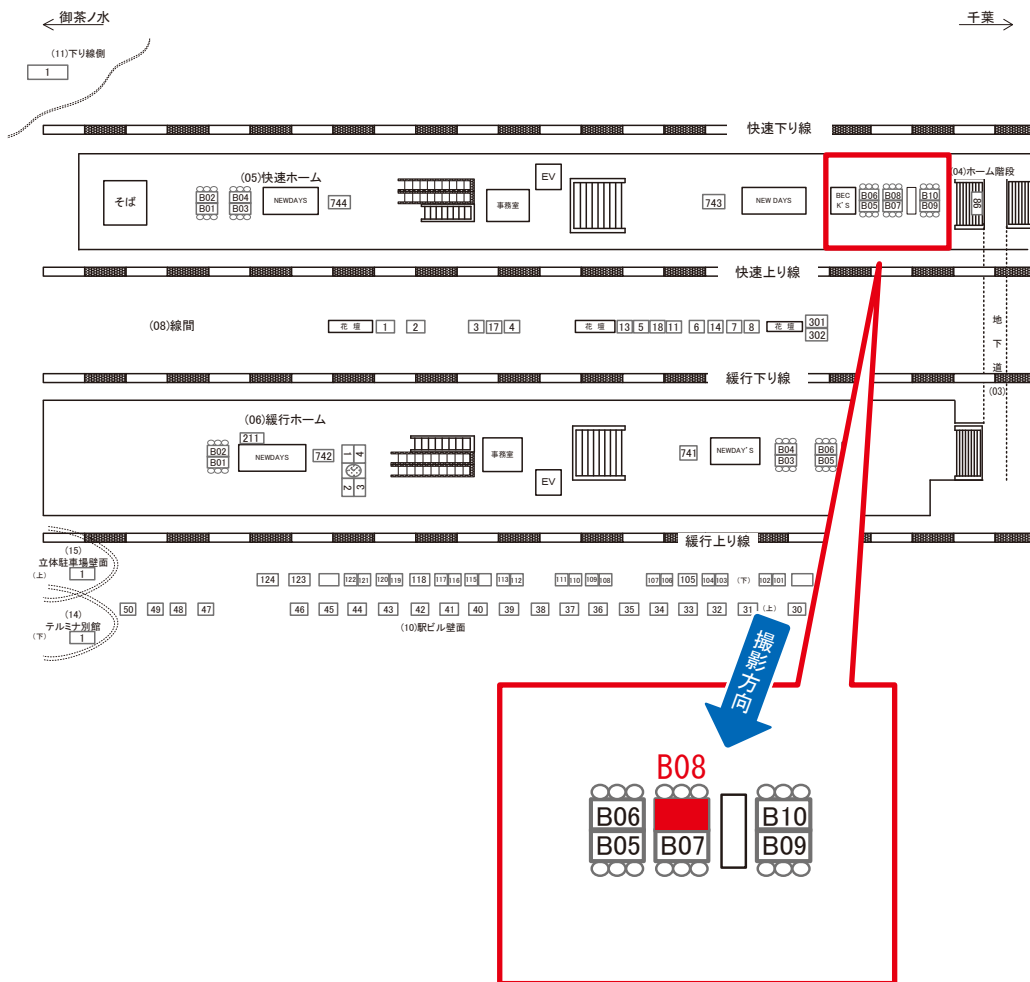 御茶ノ水
千葉
(11)下り線側
1
快速下り線
(05)快速ホーム
(04)ホーム階段
そば
B02
B01
B04
B03
NEWDAYS
744
事務室
EV
743
NEW DAYS
BEC
K'S
B06
B05
B08
B07
B10
B09
98
快速上り線
(08)線間
花壇
1
2
3
17
4
花壇
13
5
18
11
6
14
7
8
花壇
301
302
地下道
(03)
緩行下り線
(06)緩行ホーム
B02
B01
211
NEWDAYS
742
1
4
2
3
事務室
EV
741
NEWDAY'S
B04
B03
B06
B05
緩行上り線
(15)
立体駐車場壁面
(上)
1
124
123
122
121
120
119
118
117
116
115
113
112
111
110
109
108
107
106
105
104
103
(下)
102
101
(14)
テルミナ別館
(下)
1
50
49
48
47
46
45
44
43
42
41
40
39
38
37
36
35
34
33
32
31
(上)
30
(10)駅ビル壁面
撮影方向
B08
B06
B05
B07
B10
B09